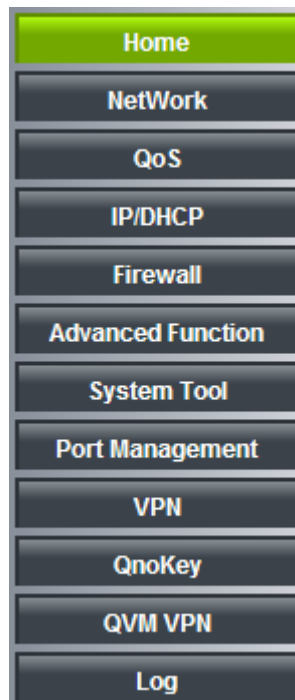 Home
NetWork
QoS
IP/DHCP
Firewall
Advanced Function
System Tool
Port Management
VPN
QnoKey
QVM VPN
Log